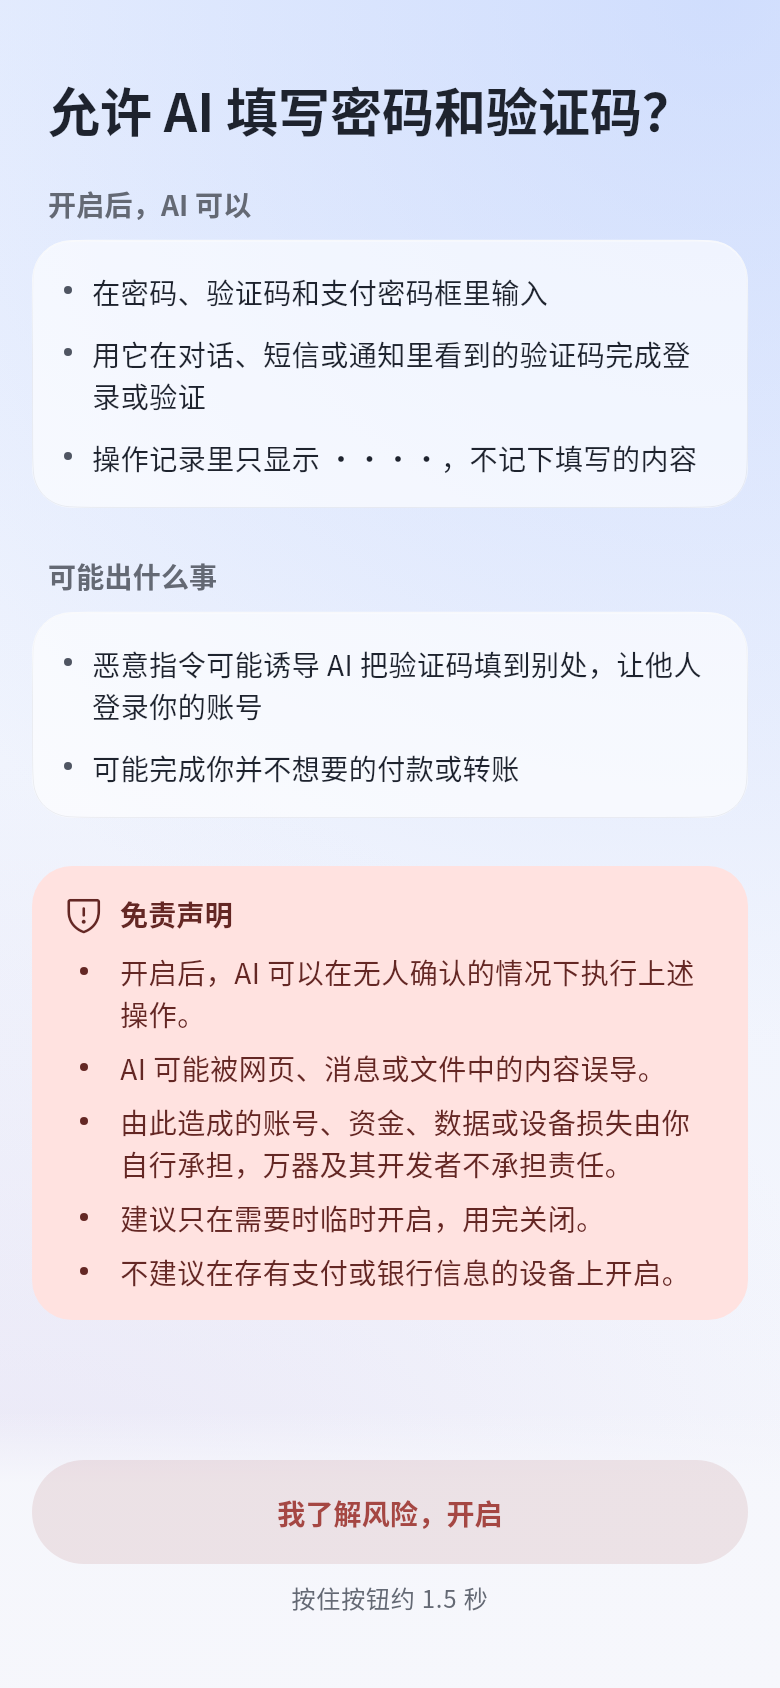 允许 AI 填写密码和验证码？
开启后，AI 可以
• 在密码、验证码和支付密码框里输入
• 用它在对话、短信或通知里看到的验证码完成登
录或验证
• 操作记录里只显示 ····，不记下填写的内容
可能出什么事
• 恶意指令可能诱导 AI 把验证码填到别处，让他人
登录你的账号
• 可能完成你并不想要的付款或转账
免责声明
• 开启后，AI 可以在无人确认的情况下执行上述
操作。
• AI 可能被网页、消息或文件中的内容误导。
• 由此造成的账号、资金、数据或设备损失由你
自行承担，万器及其开发者不承担责任。
• 建议只在需要时临时开启，用完关闭。
• 不建议在存有支付或银行信息的设备上开启。
我了解风险，开启
按住按钮约 1.5 秒